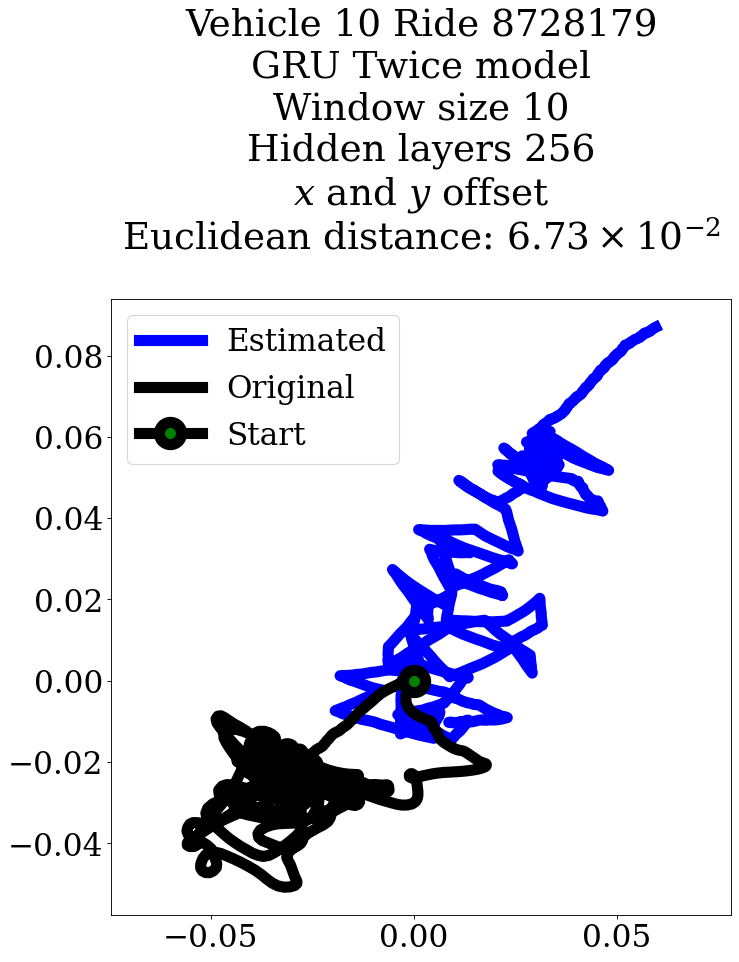 Vehicle 10 Ride 8728179
GRU Twice model
Window size 10
Hidden layers 256
x and y offset
Euclidean distance: 6.73 × 10⁻²
Estimated
Original
Start
0.08
0.06
0.04
0.02
0.00
−0.02
−0.04
−0.05 0.00 0.05